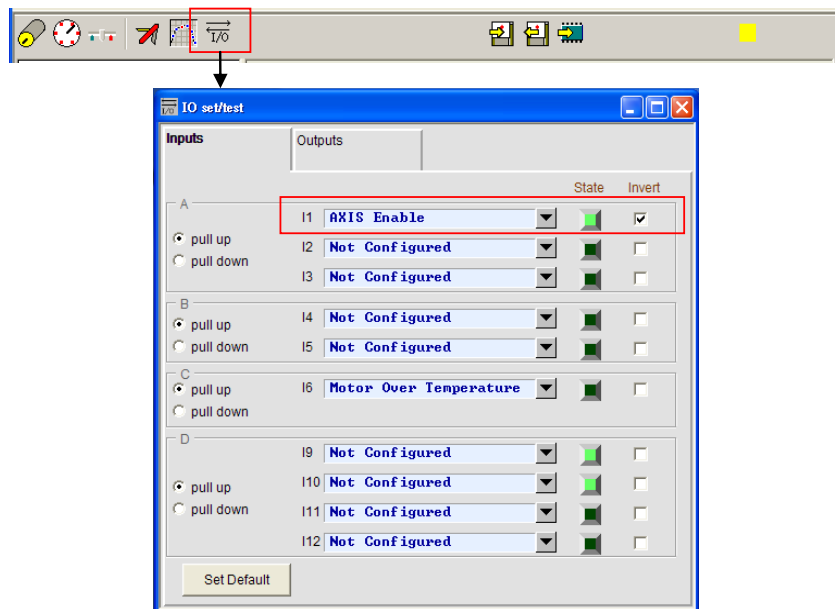 I/O
I/O IO set/test
Inputs
Outputs
State Invert
A
pull up
pull down
I1 AXIS Enable
I2 Not Configured
I3 Not Configured
B
pull up
pull down
I4 Not Configured
I5 Not Configured
C
pull up
pull down
I6 Motor Over Temperature
D
pull up
pull down
I9 Not Configured
I10 Not Configured
I11 Not Configured
I12 Not Configured
Set Default